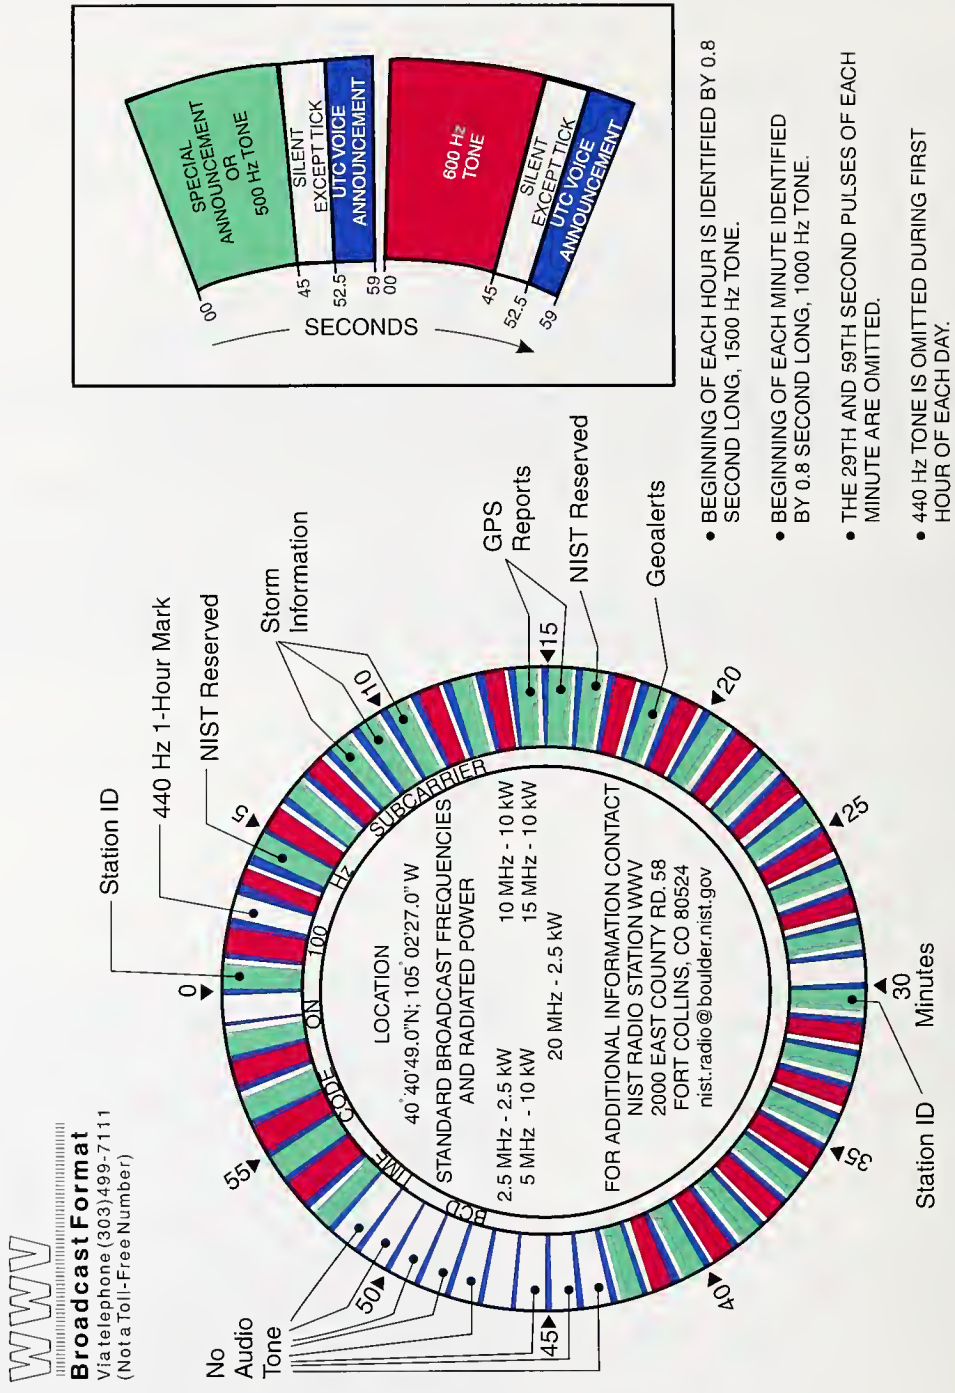 WWV
Broadcast Format
Via telephone (303) 499-7111
(Not a Toll-Free Number)
Station ID
440 Hz 1-Hour Mark
NIST Reserved
Storm
Information
GPS
Reports
NIST Reserved
Geoalerts
Station ID
No
Audio
Tone
0
5
10
15
20
25
30
Minutes
35
40
45
50
55
BCD TIME CODE ON 100 Hz SUBCARRIER
LOCATION
40°40'49.0"N; 105° 02'27.0" W
STANDARD BROADCAST FREQUENCIES
AND RADIATED POWER
2.5 MHz - 2.5 kW 10 MHz - 10 kW
5 MHz - 10 kW 15 MHz - 10 kW
20 MHz - 2.5 kW
FOR ADDITIONAL INFORMATION CONTACT
NIST RADIO STATION WWV
2000 EAST COUNTY RD. 58
FORT COLLINS, CO 80524
nist.radio@boulder.nist.gov
SPECIAL
ANNOUNCEMENT
OR
500 Hz TONE
SILENT
EXCEPT TICK
UTC VOICE
ANNOUNCEMENT
600 Hz
TONE
SILENT
EXCEPT TICK
UTC VOICE
ANNOUNCEMENT
00
45
52.5
59
00
45
52.5
59
SECONDS
• BEGINNING OF EACH HOUR IS IDENTIFIED BY 0.8
SECOND LONG, 1500 Hz TONE.
• BEGINNING OF EACH MINUTE IDENTIFIED
BY 0.8 SECOND LONG, 1000 Hz TONE.
• THE 29TH AND 59TH SECOND PULSES OF EACH
MINUTE ARE OMITTED.
• 440 Hz TONE IS OMITTED DURING FIRST
HOUR OF EACH DAY.